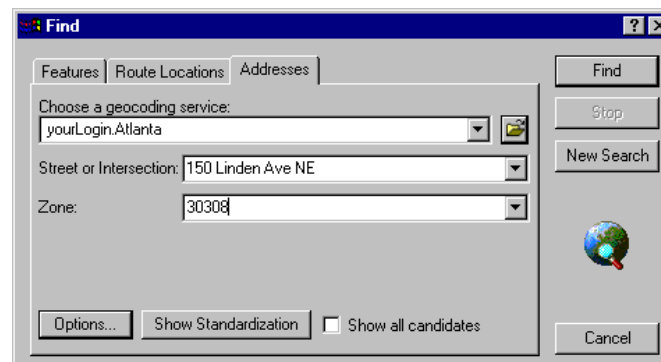 Find
Features Route Locations Addresses
Choose a geocoding service:
yourLogin.Atlanta
Street or Intersection: 150 Linden Ave NE
Zone: 30308
Options... Show Standardization Show all candidates
Find
Stop
New Search
Cancel